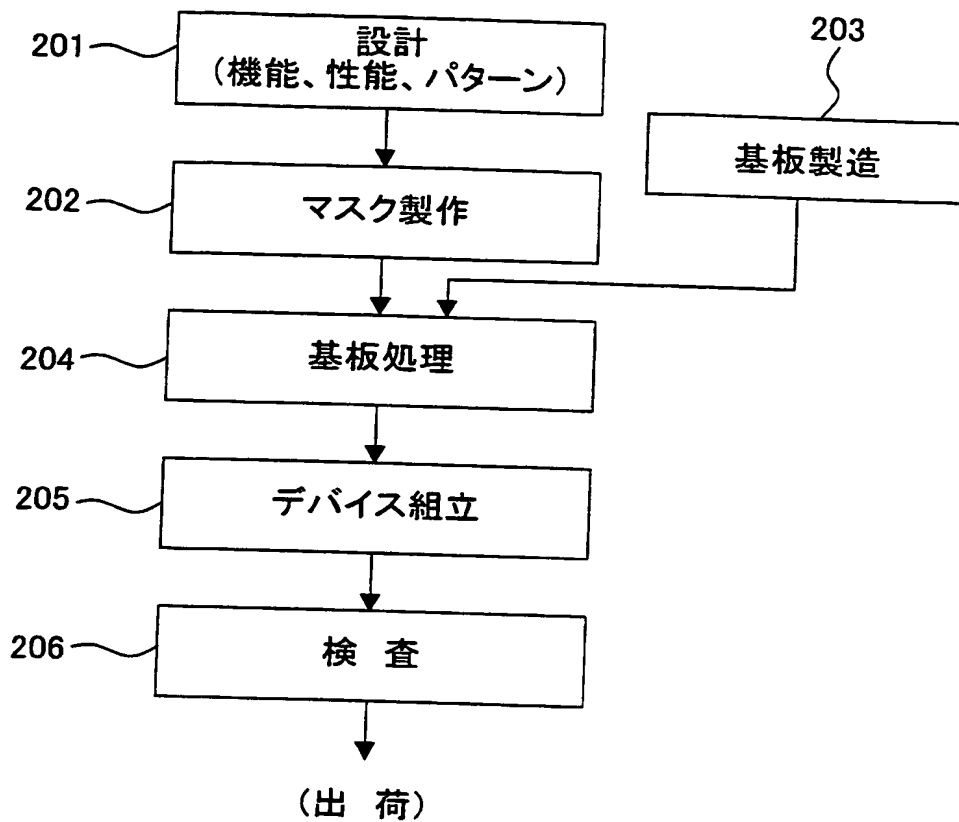 201
設計
(機能、性能、パターン)
203
基板製造
202
マスク製作
204
基板処理
205
デバイス組立
206
検 査
(出 荷)